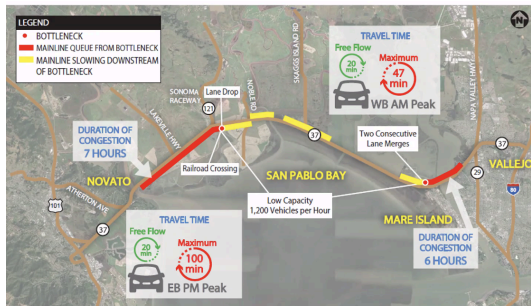 LEGEND
BOTTLENECK
MAINLINE QUEUE FROM BOTTLENECK
MAINLINE SLOWING DOWNSTREAM
OF BOTTLENECK
N
TRAVEL TIME
Free Flow
20
min
Maximum
47
min
WB AM Peak
SKAGGS ISLAND RD
NAPA VALLEY HWY
Lane Drop
NOBLE RD
SONOMA
RACEWAY
121
LAKEVILLE HWY
37
DURATION OF
CONGESTION
7 HOURS
Two Consecutive
Lane Merges
37
VALLEJO
Railroad Crossing
SAN PABLO BAY
29
80
NOVATO
ATHERTON AVE
101
Low Capacity
1,200 Vehicles per Hour
MARE ISLAND
37
TRAVEL TIME
Free Flow
20
min
Maximum
100
min
EB PM Peak
DURATION OF
CONGESTION
6 HOURS